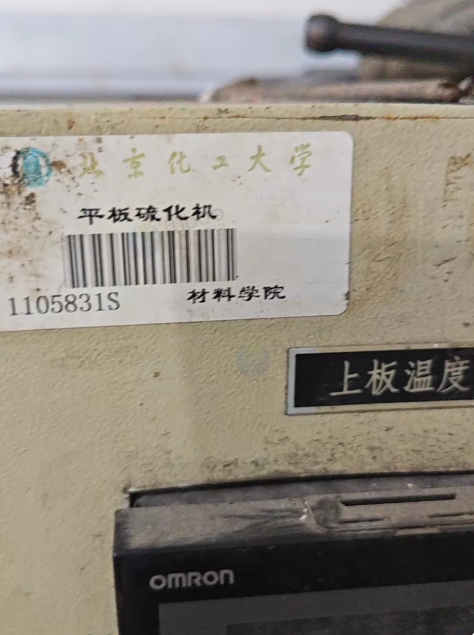 北京化工大学
平板硫化机
1105831S
材料学院
上板温度
OMRON